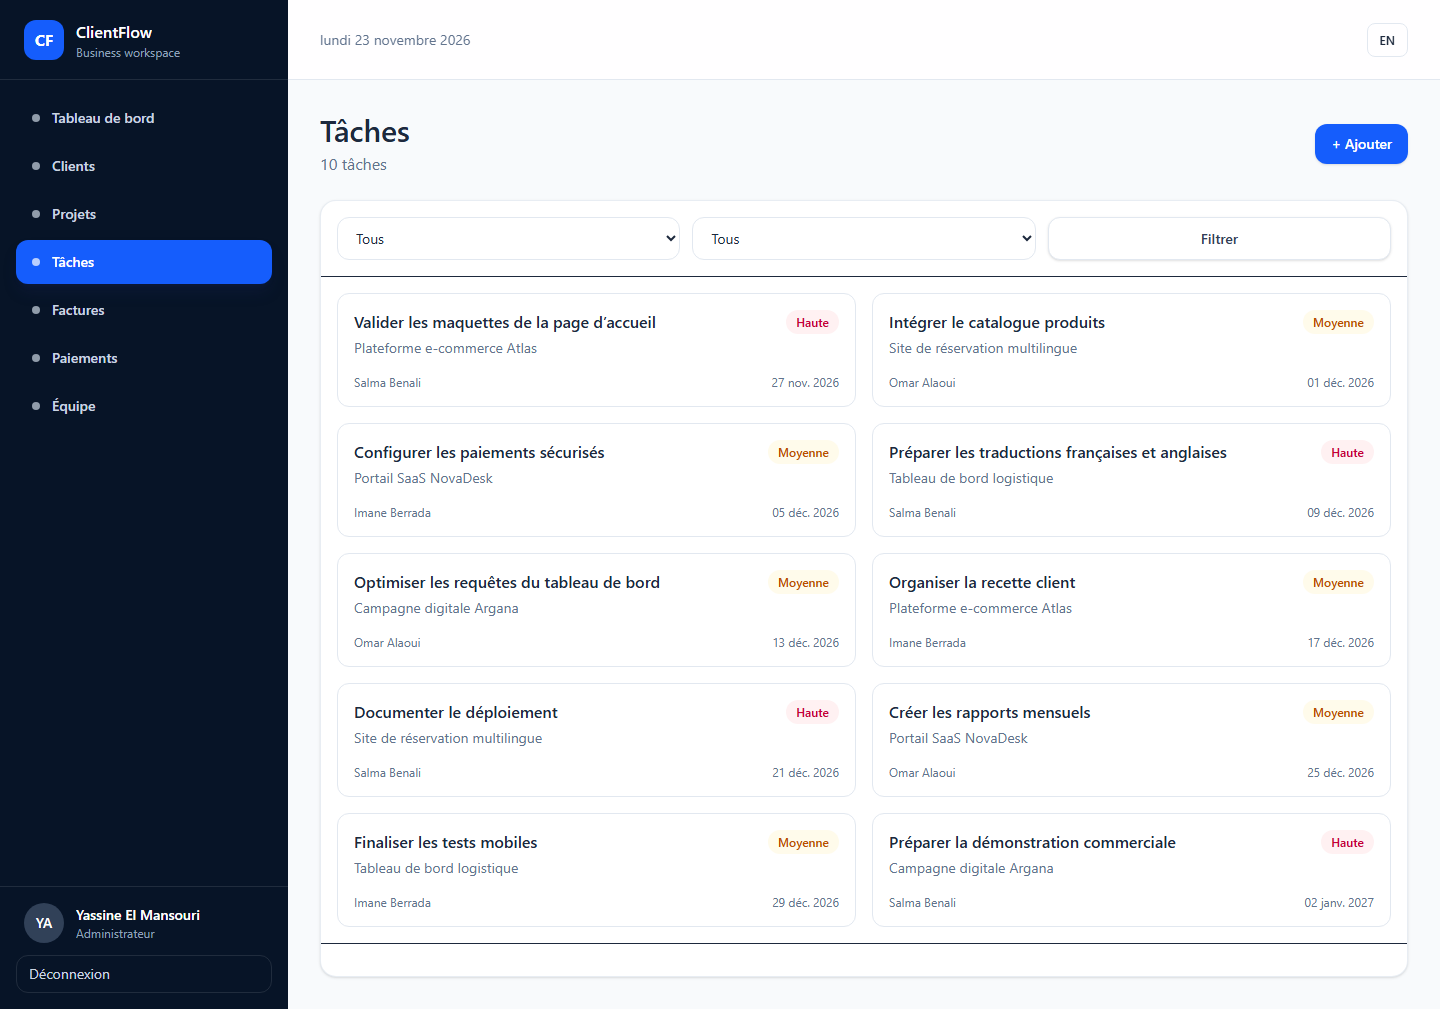 CF
ClientFlow
Business workspace
Tableau de bord
Clients
Projets
Tâches
Factures
Paiements
Équipe
YA
Yassine El Mansouri
Administrateur
Déconnexion
lundi 23 novembre 2026
EN
Tâches
10 tâches
+ Ajouter
Tous
Tous
Filtrer
Valider les maquettes de la page d’accueil
Haute
Plateforme e-commerce Atlas
Salma Benali
27 nov. 2026
Intégrer le catalogue produits
Moyenne
Site de réservation multilingue
Omar Alaoui
01 déc. 2026
Configurer les paiements sécurisés
Moyenne
Portail SaaS NovaDesk
Imane Berrada
05 déc. 2026
Préparer les traductions françaises et anglaises
Haute
Tableau de bord logistique
Salma Benali
09 déc. 2026
Optimiser les requêtes du tableau de bord
Moyenne
Campagne digitale Argana
Omar Alaoui
13 déc. 2026
Organiser la recette client
Moyenne
Plateforme e-commerce Atlas
Imane Berrada
17 déc. 2026
Documenter le déploiement
Haute
Site de réservation multilingue
Salma Benali
21 déc. 2026
Créer les rapports mensuels
Moyenne
Portail SaaS NovaDesk
Omar Alaoui
25 déc. 2026
Finaliser les tests mobiles
Moyenne
Tableau de bord logistique
Imane Berrada
29 déc. 2026
Préparer la démonstration commerciale
Haute
Campagne digitale Argana
Salma Benali
02 janv. 2027